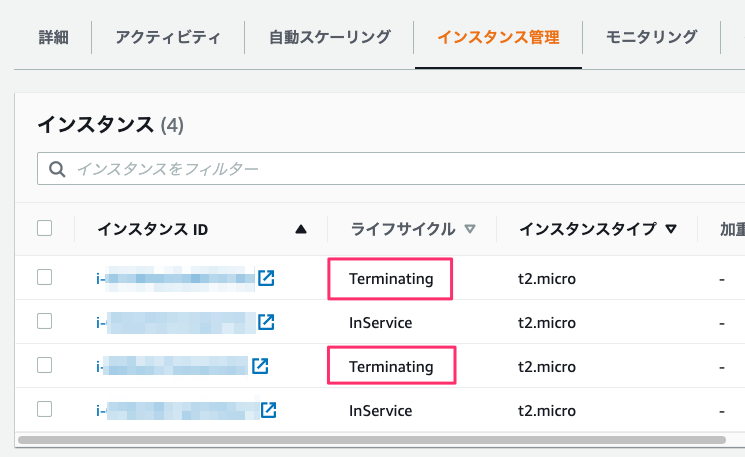 詳細 アクティビティ 自動スケーリング インスタンス管理 モニタリング
インスタンス (4)
インスタンスをフィルター
インスタンス ID ライフサイクル インスタンスタイプ 加重
i- Terminating t2.micro -
i- InService t2.micro -
i- Terminating t2.micro -
i- InService t2.micro -